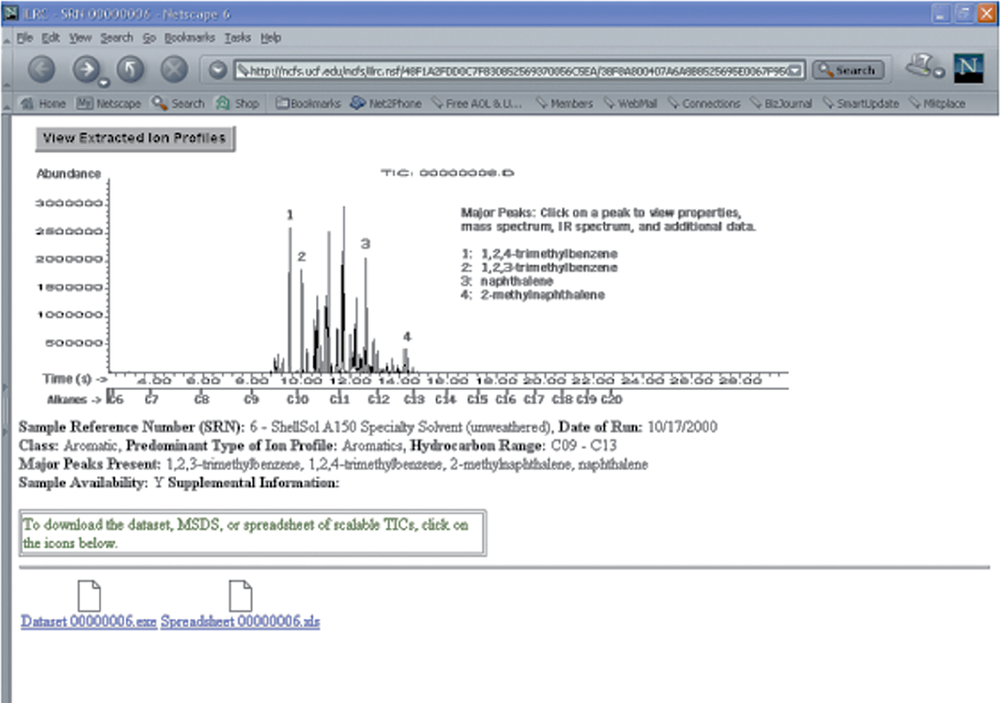 ILRC - SRN 00000006 - Netscape 6
File Edit View Search Go Bookmarks Tasks Help
Search N
Home My Netscape Search Shop Bookmarks Net2Phone Free AOL & U... Members WebMail Connections BizJournal SmartUpdate Mktplace
View Extracted Ion Profiles
Abundance
TIC: 00000006.D
3000000
2500000
2000000
1500000
1000000
500000
1
2
3
4
Major Peaks: Click on a peak to view properties,
mass spectrum, IR spectrum, and additional data.
1: 1,2,4-trimethylbenzene
2: 1,2,3-trimethylbenzene
3: naphthalene
4: 2-methylnaphthalene
Time (s) -> 4.00 6.00 8.00 10.00 12.00 14.00 16.00 18.00 20.00 22.00 24.00 26.00 28.00
Alkanes -> C6 C7 C8 C9 C10 C11 C12 C13 C14 C15 C16 C17 C18 C19 C20
Sample Reference Number (SRN): 6 - ShellSol A150 Specialty Solvent (unweathered), Date of Run: 10/17/2000
Class: Aromatic, Predominant Type of Ion Profile: Aromatics, Hydrocarbon Range: C09 - C13
Major Peaks Present: 1,2,3-trimethylbenzene, 1,2,4-trimethylbenzene, 2-methylnaphthalene, naphthalene
Sample Availability: Y Supplemental Information:
To download the dataset, MSDS, or spreadsheet of scalable TICs, click on
the icons below.
Dataset 00000006.exe Spreadsheet 00000006.xls